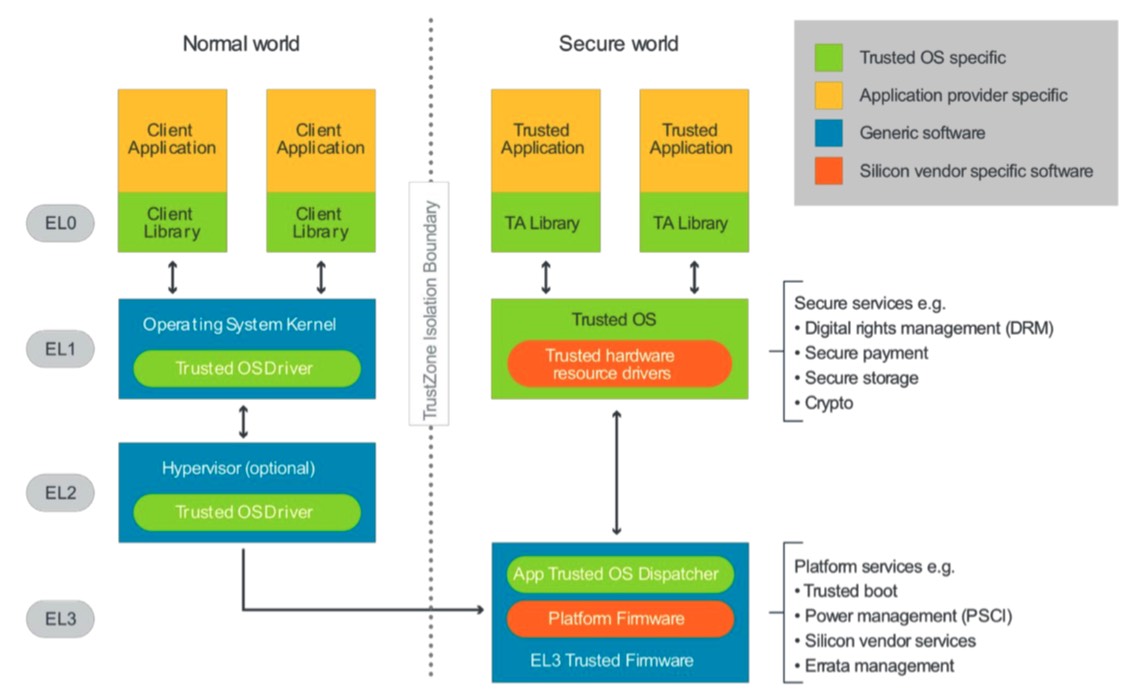 Normal world
Secure world
Trusted OS specific
Application provider specific
Generic software
Silicon vendor specific software
Client
Application
Client
Application
Trusted
Application
Trusted
Application
EL0
Client
Library
Client
Library
TA Library
TA Library
TrustZone Isolation Boundary
EL1
Operating System Kernel
Trusted OS Driver
Trusted OS
Trusted hardware
resource drivers
Secure services e.g.
• Digital rights management (DRM)
• Secure payment
• Secure storage
• Crypto
EL2
Hypervisor (optional)
Trusted OS Driver
EL3
App Trusted OS Dispatcher
Platform Firmware
EL3 Trusted Firmware
Platform services e.g.
• Trusted boot
• Power management (PSCI)
• Silicon vendor services
• Errata management